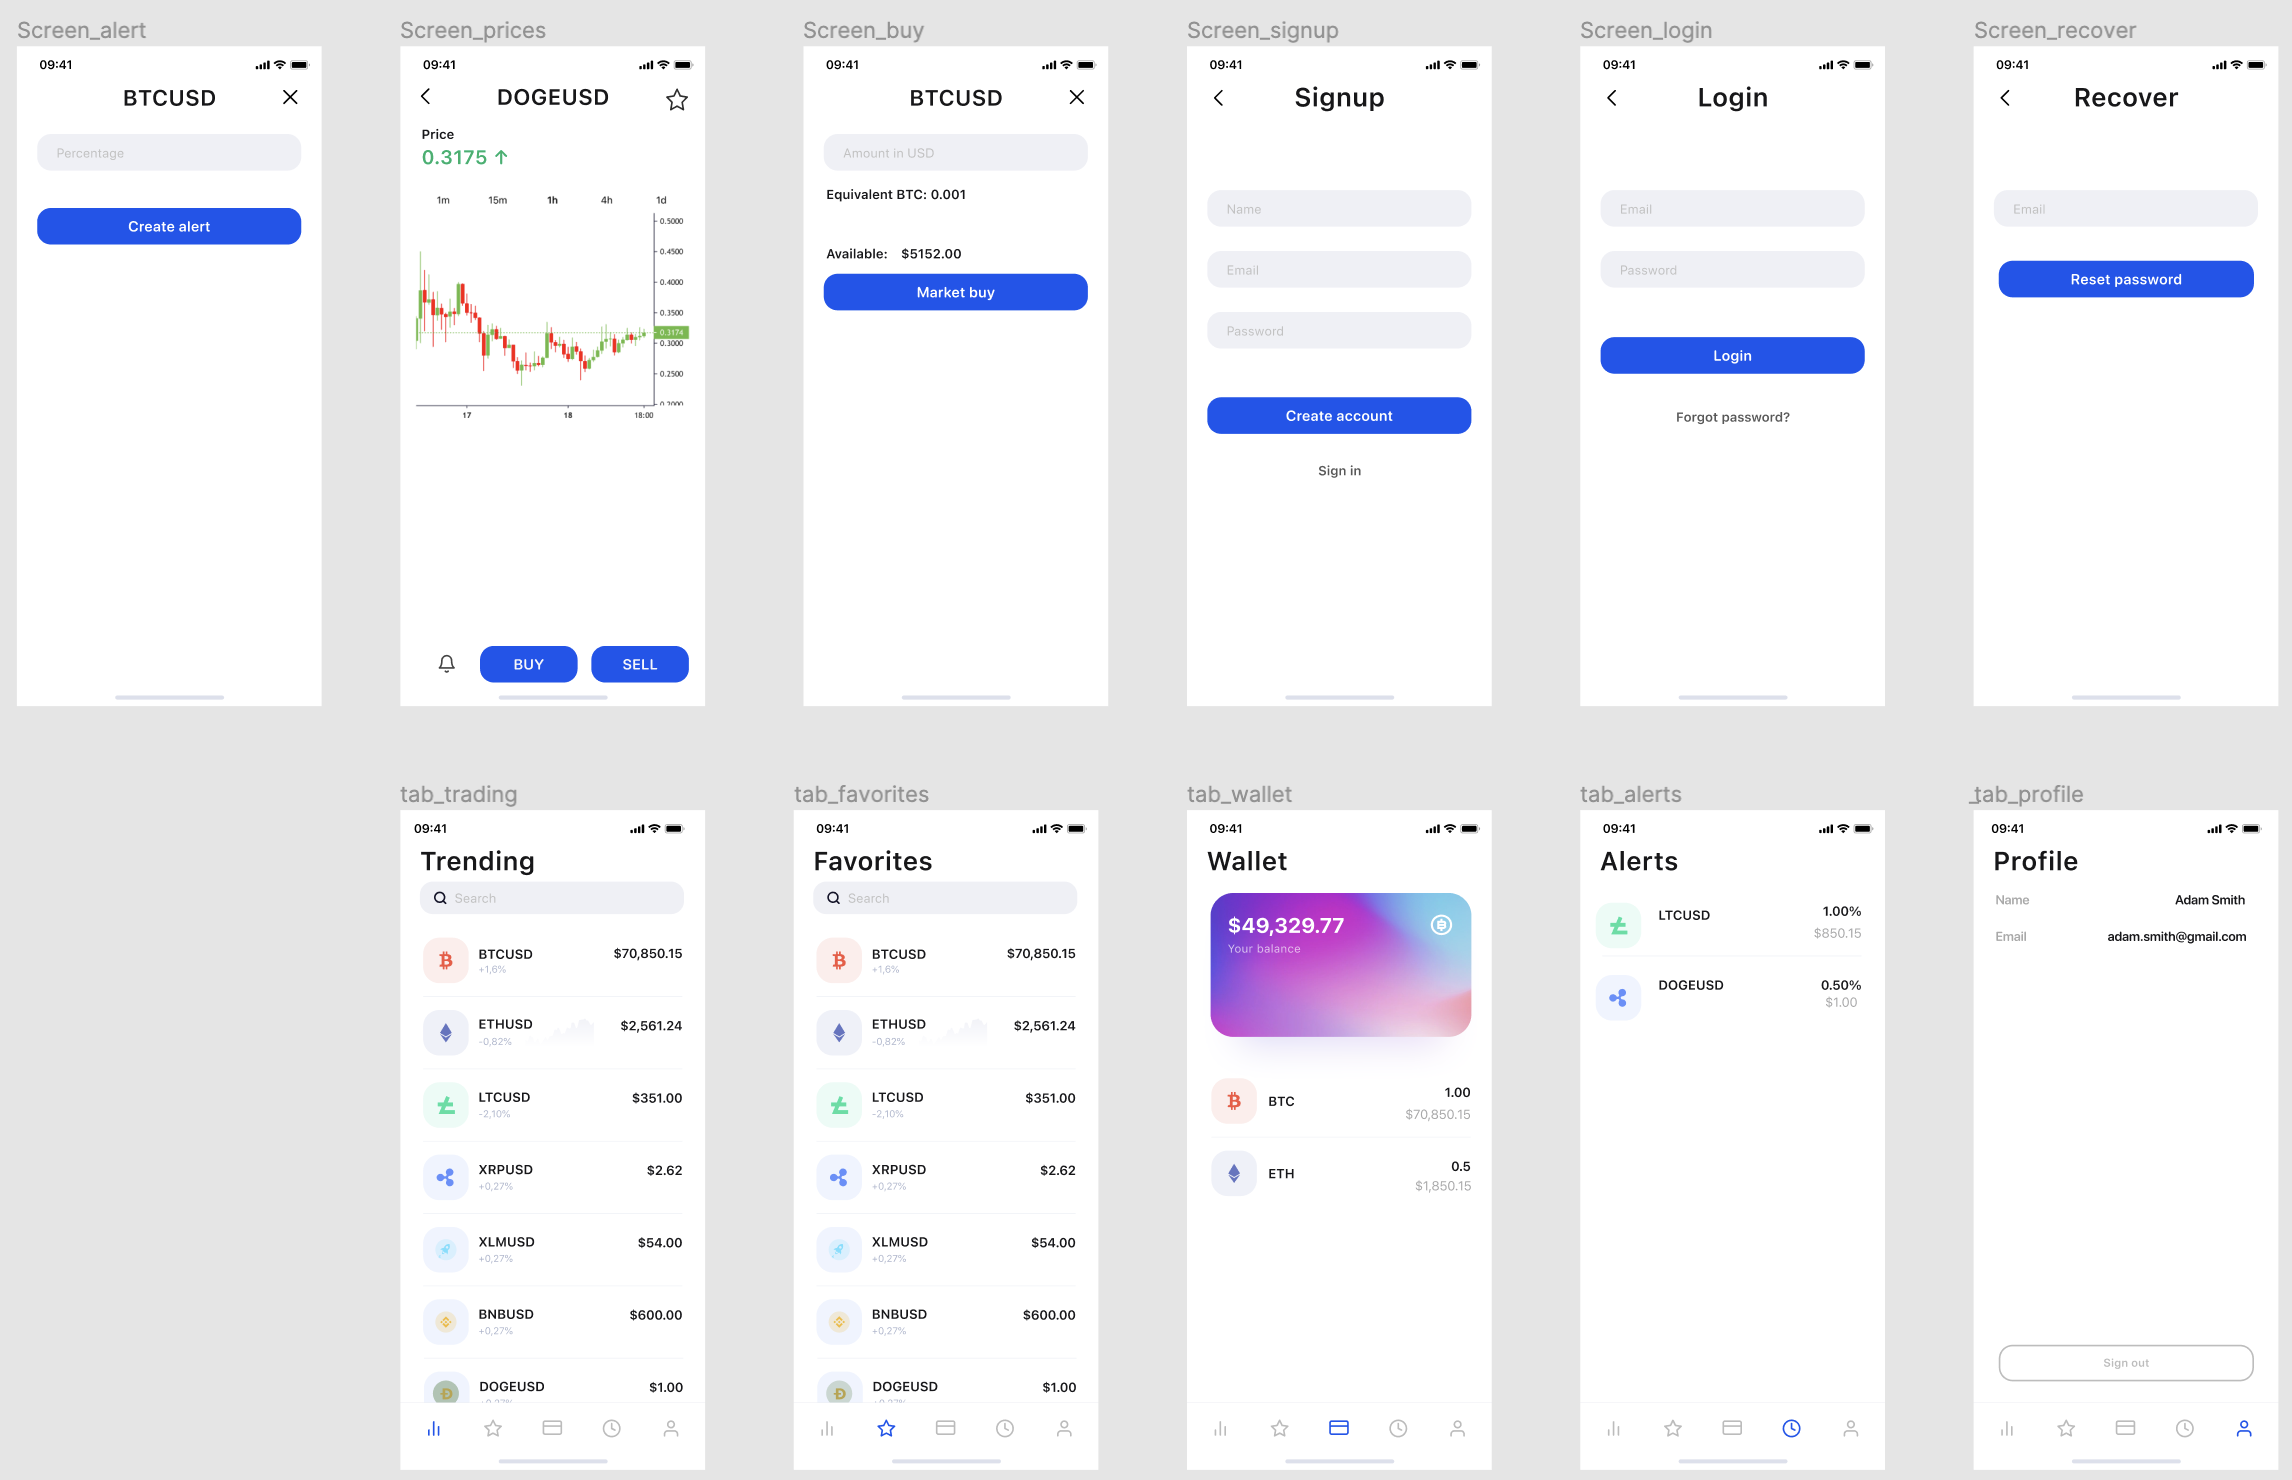 Screen_alert
09:41
BTCUSD
Percentage
Create alert
Screen_prices
09:41
DOGEUSD
Price
0.3175 ↑
1m 15m 1h 4h 1d
0.5000
0.4500
0.4000
0.3500
0.3174
0.3000
0.2500
0.2000
17 18 18:00
BUY SELL
Screen_buy
09:41
BTCUSD
Amount in USD
Equivalent BTC: 0.001
Available: $5152.00
Market buy
Screen_signup
09:41
Signup
Name
Email
Password
Create account
Sign in
Screen_login
09:41
Login
Email
Password
Login
Forgot password?
Screen_recover
09:41
Recover
Email
Reset password
tab_trading
09:41
Trending
Search
BTCUSD $70,850.15
+1,6%
ETHUSD $2,561.24
-0,82%
LTCUSD $351.00
-2,10%
XRPUSD $2.62
+0,27%
XLMUSD $54.00
+0,27%
BNBUSD $600.00
+0,27%
DOGEUSD $1.00
+0,27%
tab_favorites
09:41
Favorites
Search
BTCUSD $70,850.15
+1,6%
ETHUSD $2,561.24
-0,82%
LTCUSD $351.00
-2,10%
XRPUSD $2.62
+0,27%
XLMUSD $54.00
+0,27%
BNBUSD $600.00
+0,27%
DOGEUSD $1.00
+0,27%
tab_wallet
09:41
Wallet
$49,329.77
Your balance
BTC 1.00
$70,850.15
ETH 0.5
$1,850.15
tab_alerts
09:41
Alerts
LTCUSD 1.00%
$850.15
DOGEUSD 0.50%
$1.00
_tab_profile
09:41
Profile
Name Adam Smith
Email adam.smith@gmail.com
Sign out